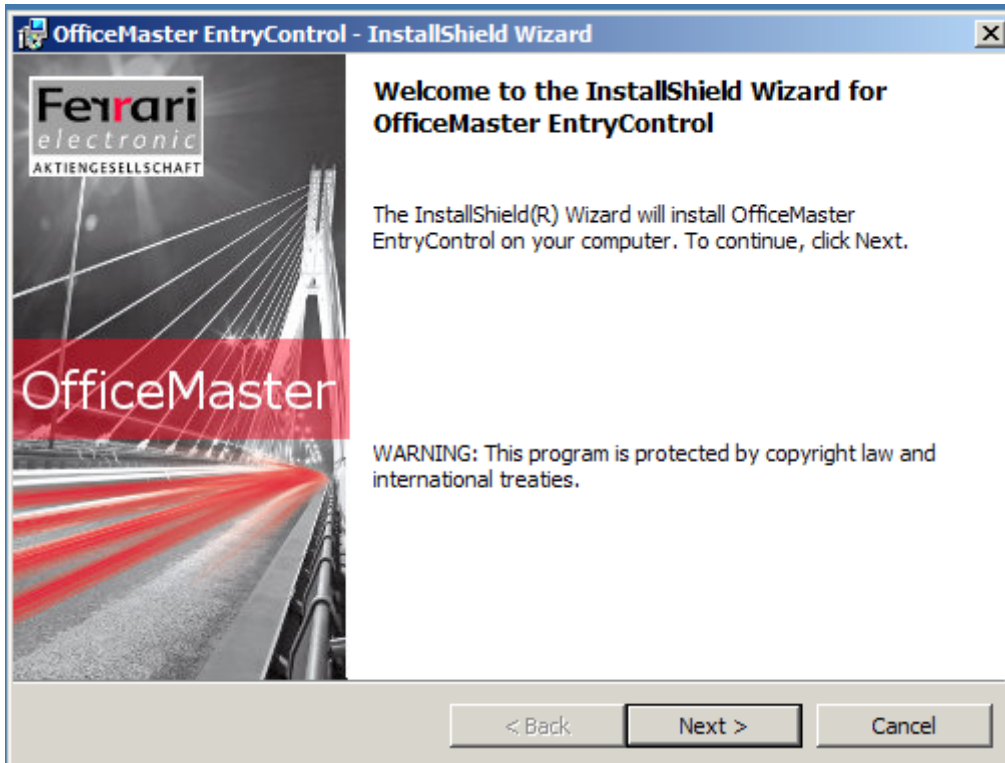 OfficeMaster EntryControl - InstallShield Wizard
Ferrari
electronic
AKTIENGESELLSCHAFT
OfficeMaster
Welcome to the InstallShield Wizard for
OfficeMaster EntryControl
The InstallShield(R) Wizard will install OfficeMaster
EntryControl on your computer. To continue, click Next.
WARNING: This program is protected by copyright law and
international treaties.
< Back
Next >
Cancel